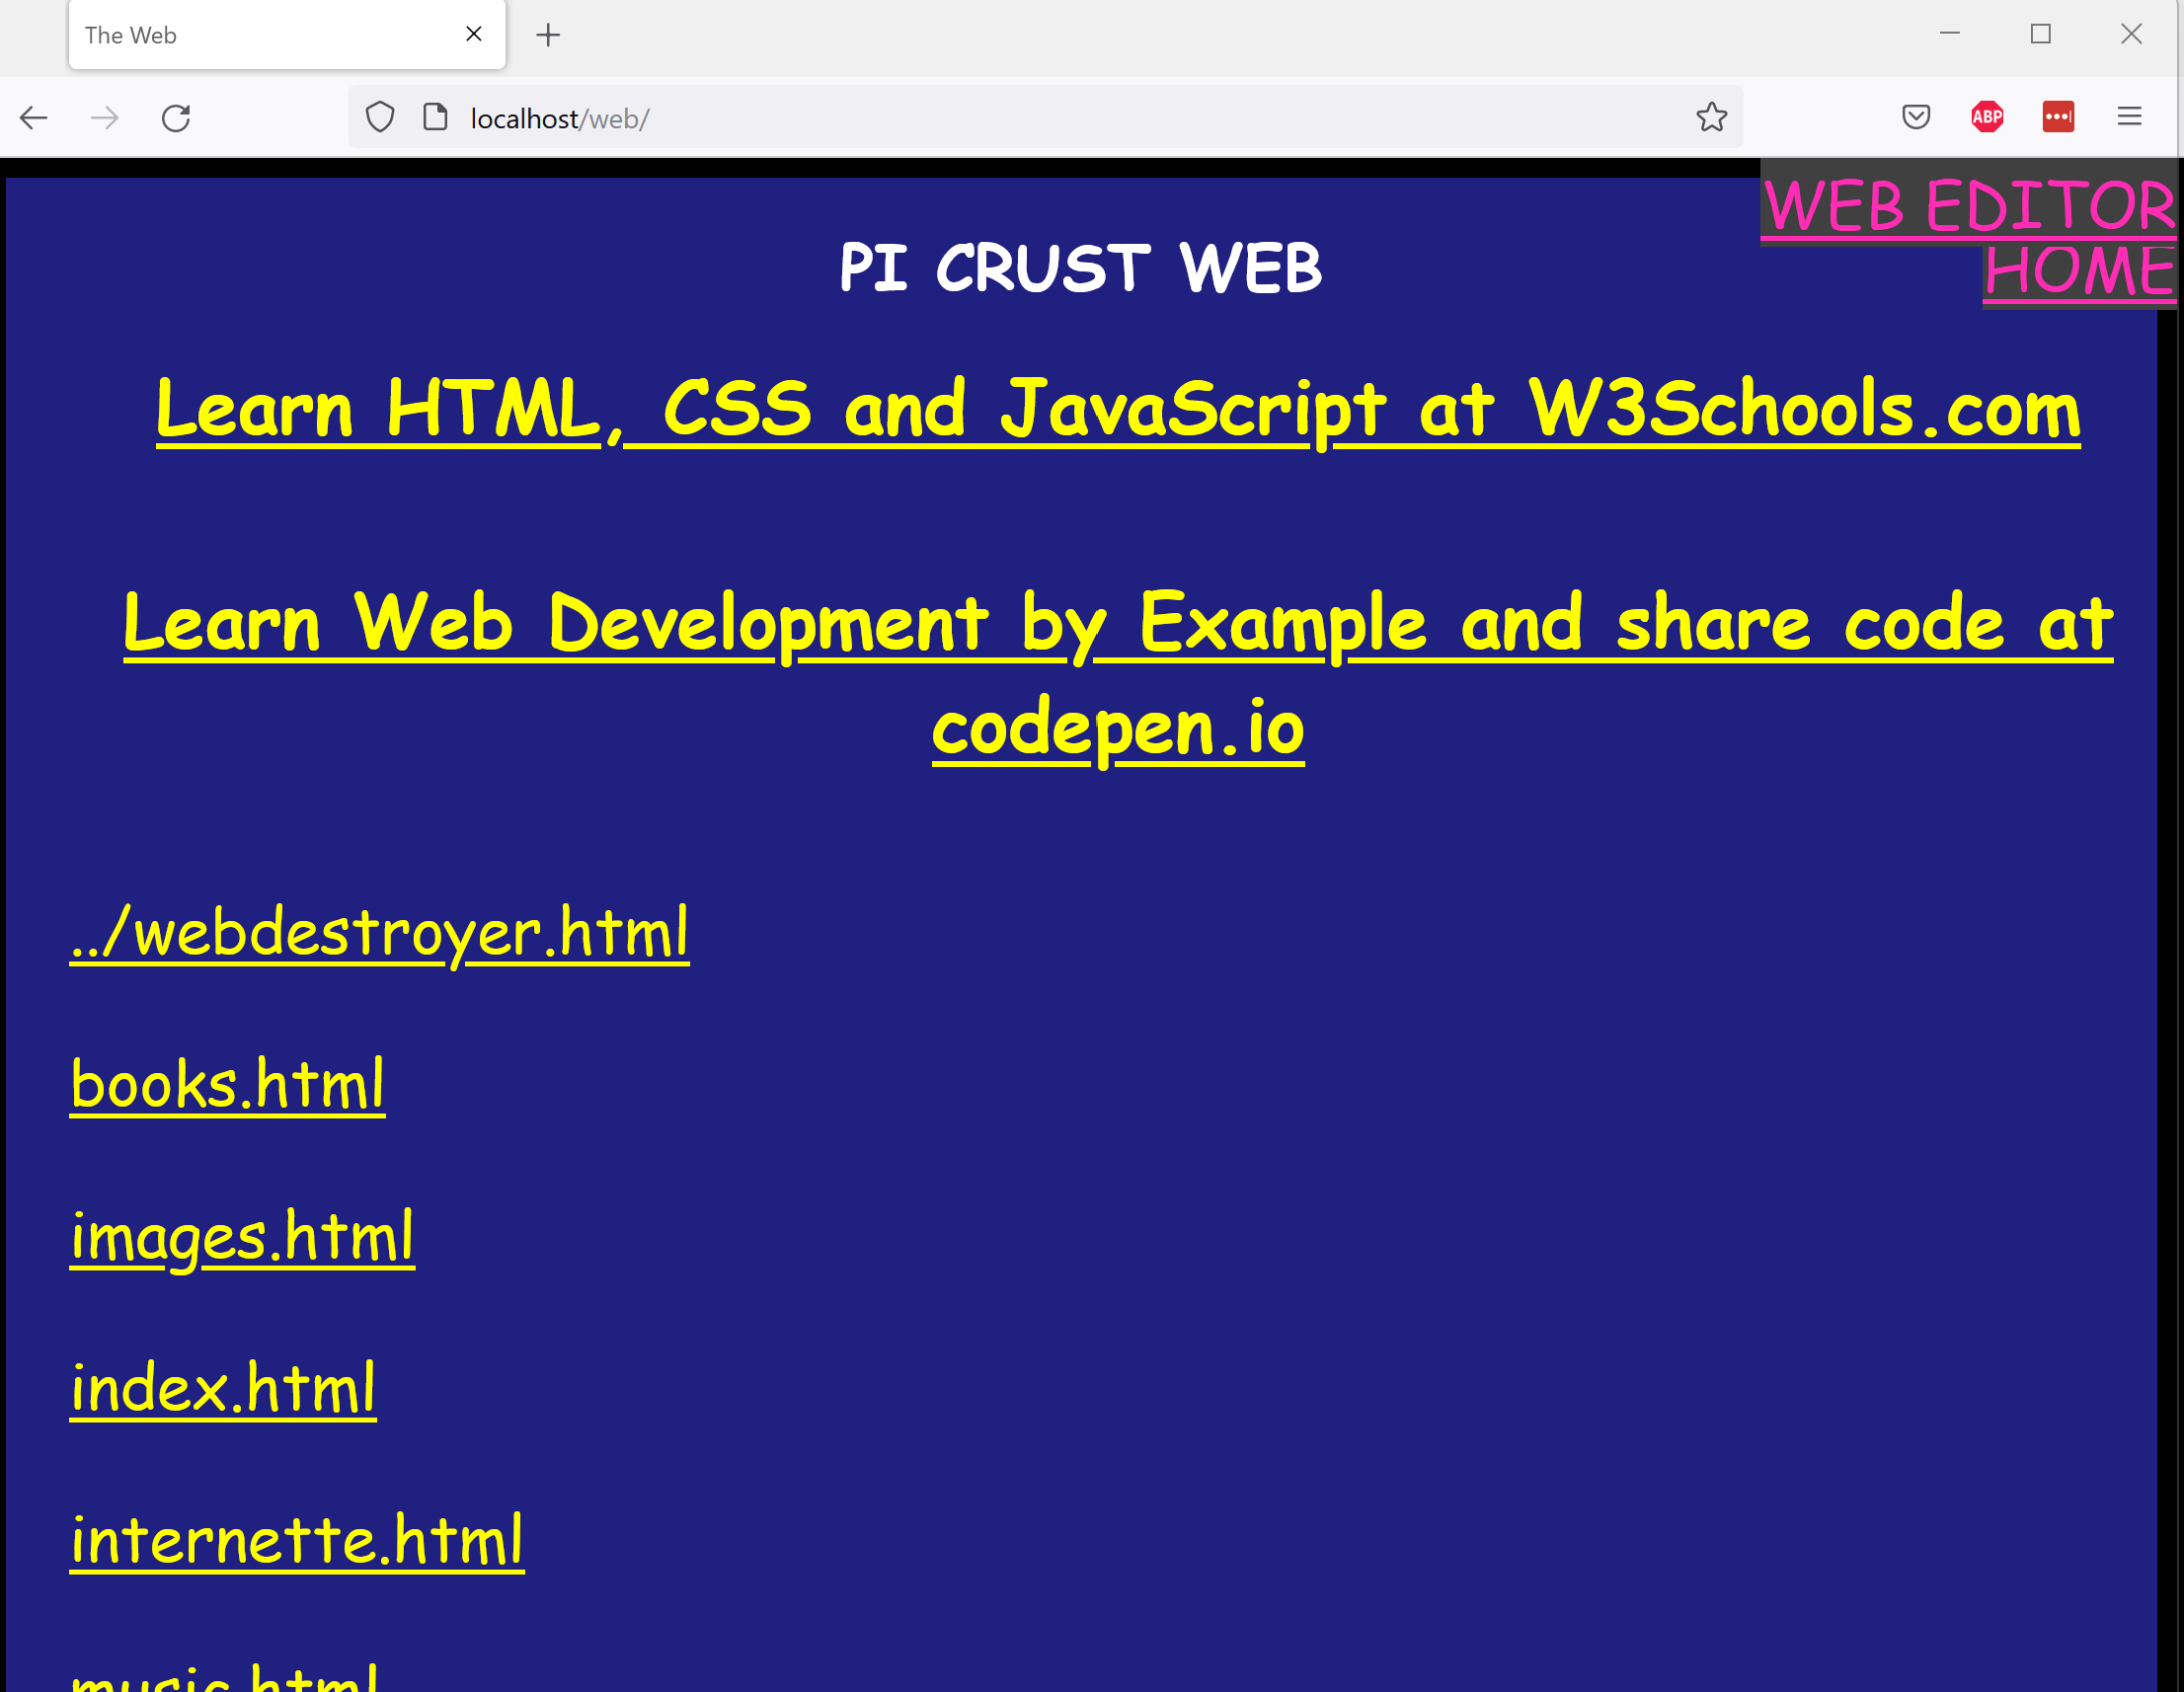 The Web
localhost/web/
ABP
WEB EDITOR
HOME
PI CRUST WEB
Learn HTML, CSS and JavaScript at W3Schools.com
Learn Web Development by Example and share code at
codepen.io
../webdestroyer.html
books.html
images.html
index.html
internette.html
music.html